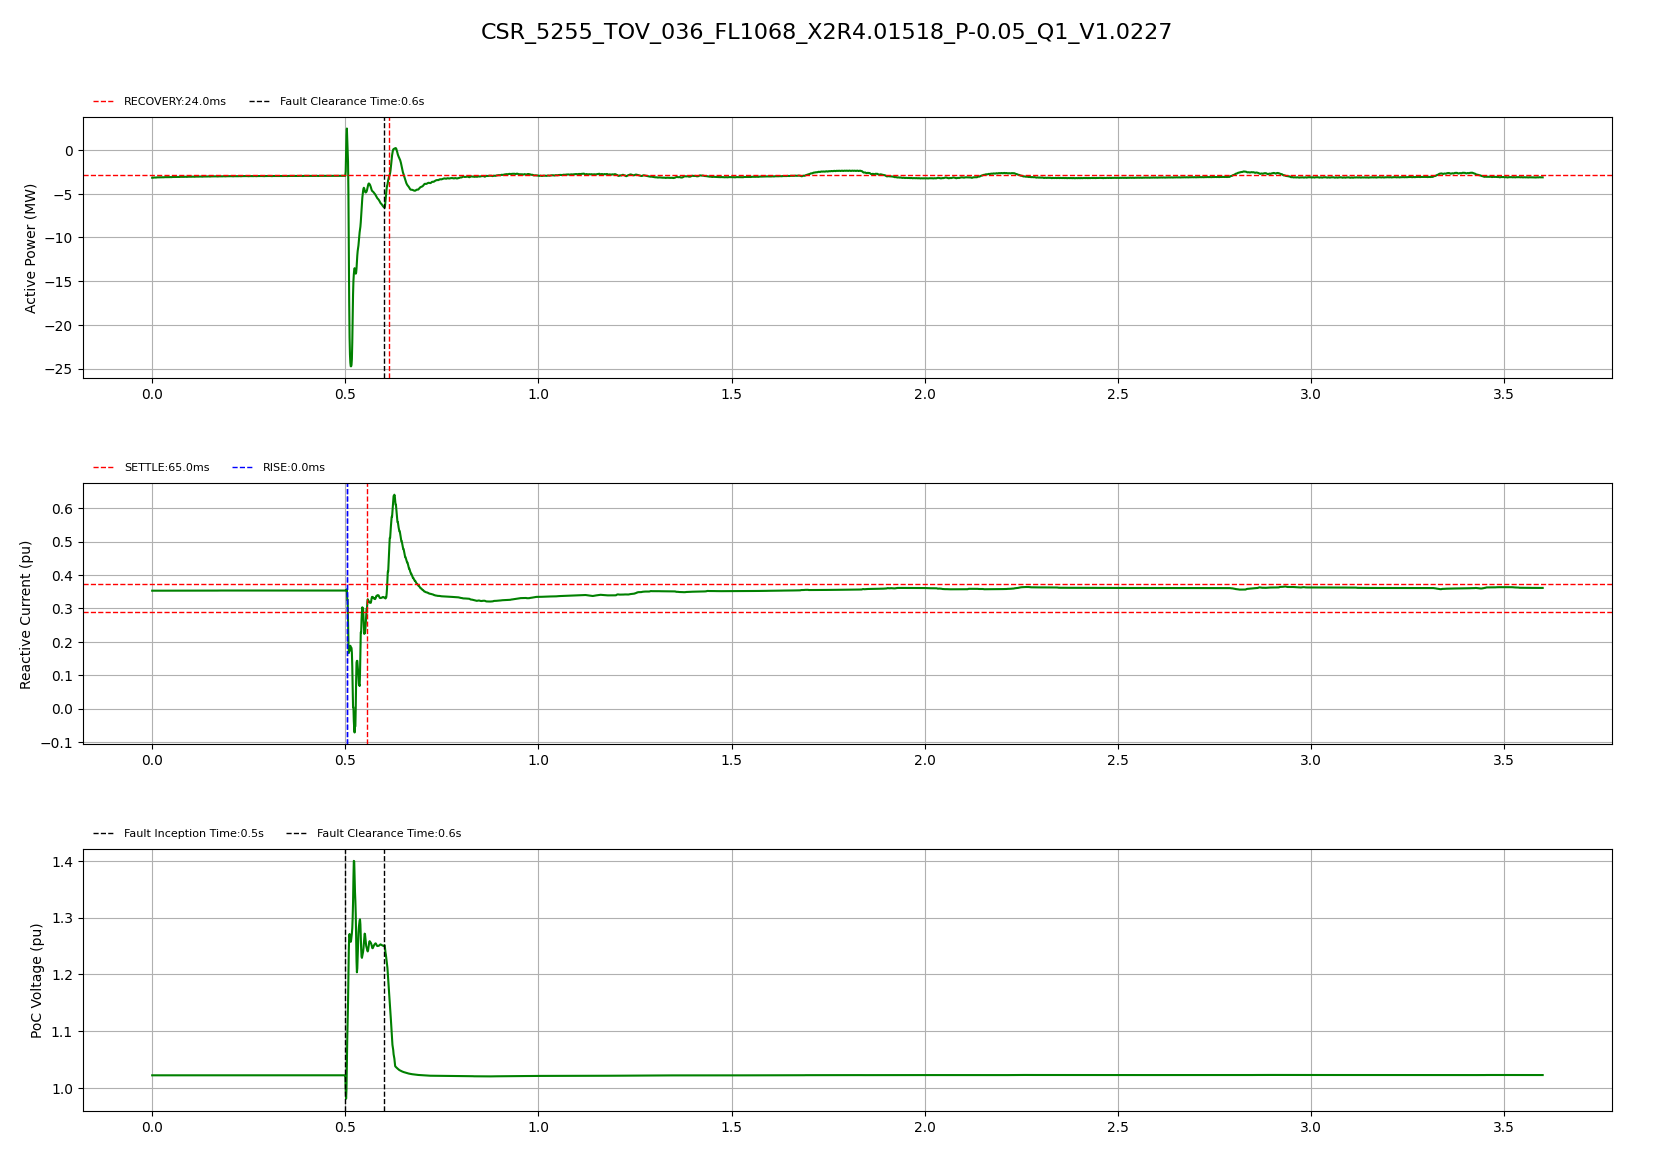 CSR_5255_TOV_036_FL1068_X2R4.01518_P-0.05_Q1_V1.0227
RECOVERY:24.0ms Fault Clearance Time:0.6s
Active Power (MW)
0
−5
−10
−15
−20
−25
0.0 0.5 1.0 1.5 2.0 2.5 3.0 3.5
SETTLE:65.0ms RISE:0.0ms
Reactive Current (pu)
0.6
0.5
0.4
0.3
0.2
0.1
0.0
−0.1
0.0 0.5 1.0 1.5 2.0 2.5 3.0 3.5
Fault Inception Time:0.5s Fault Clearance Time:0.6s
PoC Voltage (pu)
1.4
1.3
1.2
1.1
1.0
0.0 0.5 1.0 1.5 2.0 2.5 3.0 3.5